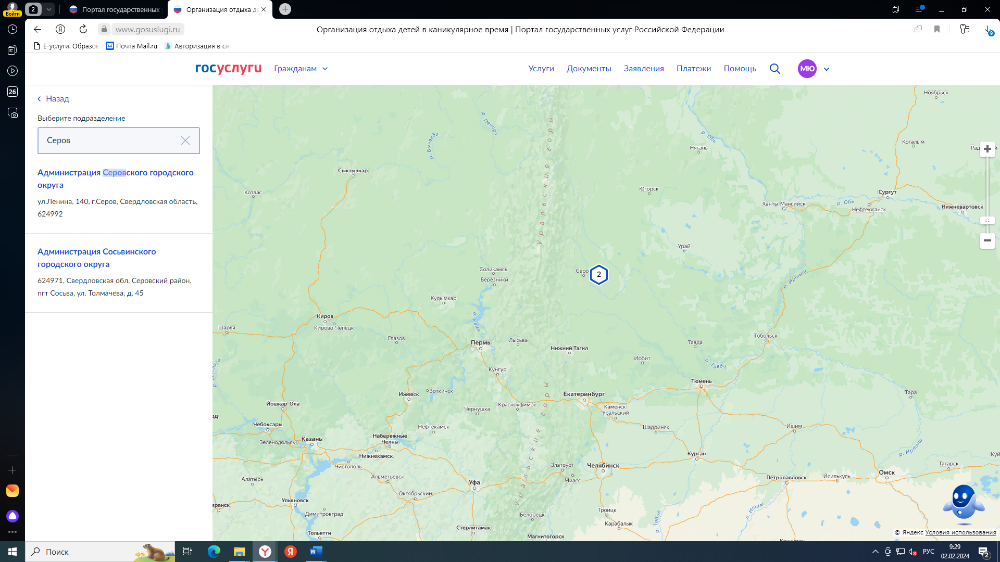 Войти
2
Портал государственных
Организация отдыха де
www.gosuslugi.ru
Организация отдыха детей в каникулярное время | Портал государственных услуг Российской Федерации
9
Е-услуги. Образов
Почта Mail.ru
Авторизация в си
26
госуслуги
Гражданам
Услуги
Документы
Заявления
Платежи
Помощь
МЮ
Назад
Выберите подразделение
Серов
Администрация Серовского городского
округа
ул.Ленина, 140, г.Серов, Свердловская область,
624992
Администрация Сосьвинского
городского округа
624971, Свердловская обл, Серовский район,
пгт Сосьва, ул. Толмачева, д. 45
Ноябрьск
р. Печора
Уральские горы
р. Вычегда
р. Обь
Когалым
Нягань
Сыктывкар
Котлас
Югорск
Сургут
Ханты-Мансийск
р. Обь
Нефтеюганск
Нижневартовск
Урай
Соликамск
Березники
Серо
2
р. Иртыш
Кудымкар
Киров
Кирово-Чепецк
р. Кама
Шарья
Глазов
Пермь
Лысьва
Нижний Тагил
Тавда
Тобольск
Ирбит
р. Тавда
Кунгур
Тюмень
Ижевск
Воткинск
Екатеринбург
Тара
Йошкар-Ола
Чернушка
Красноуфимск
Каменск-
Уральский
рд
Чебоксары
Нефтекамск
Шадринск
Ишим
Зеленодольск
Казань
Набережные
Челны
Нижнекамск
Уральские горы
р. Иртыш
Курган
Чистополь
Златоуст
Челябинск
Татарск
Алатырь
Альметьевск
Уфа
Миасс
Петропавловск
Исилькуль
Омск
Октябрьский
Ульяновск
аранск
Димитровград
Троицк
Белорецк
Карабалык
р. Тобол
р. Ишим
Стерлитамак
Тольятти
Магнитогорск
© Яндекс Условия использования
Поиск
РУС
9:29
02.02.2024
2